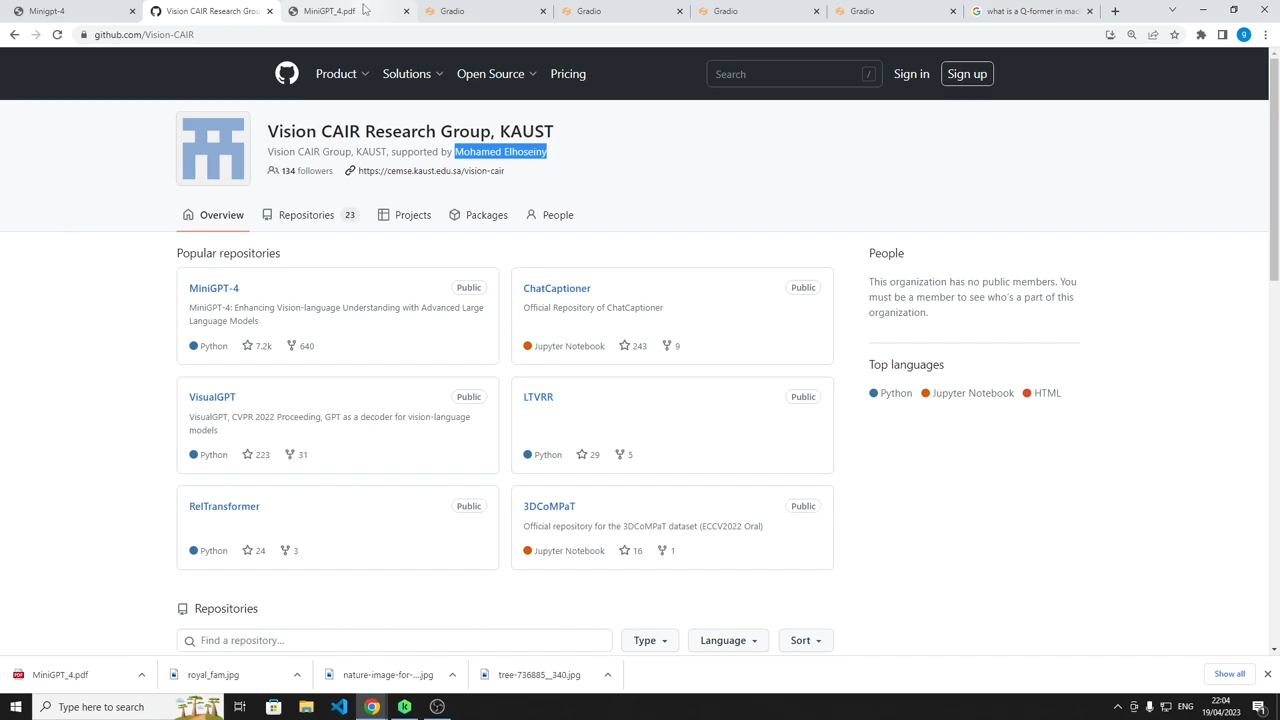 Minigpt-4
Vision CAIR Research Grou
MiniGPT_4.pdf
Gradio
Gradio
Gradio
Gradio
what is a Q-former in mac
github.com/Vision-CAIR
g
Product
Solutions
Open Source
Pricing
Search
/
Sign in
Sign up
Vision CAIR Research Group, KAUST
Vision CAIR Group, KAUST, supported by Mohamed Elhoseiny
134 followers
https://cemse.kaust.edu.sa/vision-cair
Overview
Repositories 23
Projects
Packages
People
Popular repositories
MiniGPT-4
Public
MiniGPT-4: Enhancing Vision-language Understanding with Advanced Large
Language Models
Python
7.2k
640
ChatCaptioner
Public
Official Repository of ChatCaptioner
Jupyter Notebook
243
9
VisualGPT
Public
VisualGPT, CVPR 2022 Proceeding, GPT as a decoder for vision-language
models
Python
223
31
LTVRR
Public
Python
29
5
RelTransformer
Public
Python
24
3
3DCoMPaT
Public
Official repository for the 3DCoMPaT dataset (ECCV2022 Oral)
Jupyter Notebook
16
1
People
This organization has no public members. You
must be a member to see who's a part of this
organization.
Top languages
Python
Jupyter Notebook
HTML
Repositories
Find a repository...
Type
Language
Sort
MiniGPT_4.pdf
royal_fam.jpg
nature-image-for-....jpg
tree-736885__340.jpg
Show all
Type here to search
ENG
22:04
19/04/2023
1